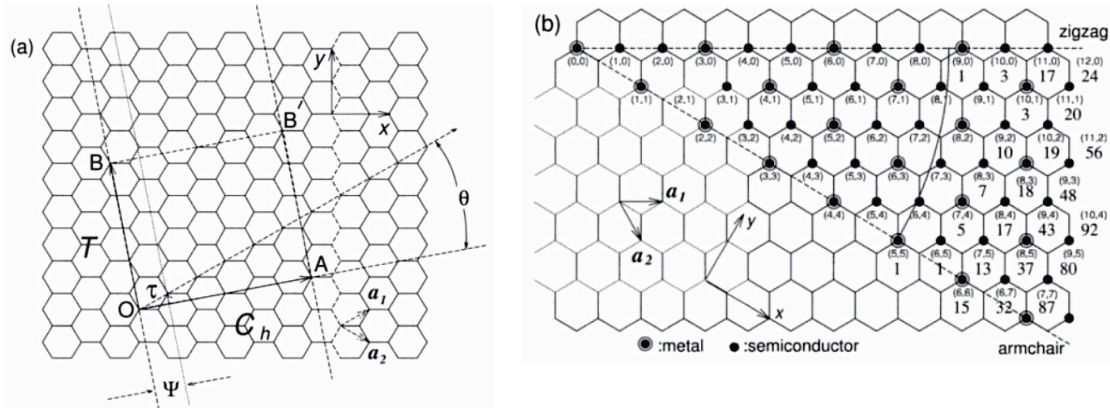 (a)
y
x
B′
B
θ
T
A
O
τ
a1
Ch
a2
Ψ
(b)
zigzag
(0,0) (1,0) (2,0) (3,0) (4,0) (5,0) (6,0) (7,0) (8,0) (9,0) (10,0) (11,0) (12,0)
1 3 17 24
(1,1) (2,1) (3,1) (4,1) (5,1) (6,1) (7,1) (8,1) (9,1) (10,1) (11,1)
3 20
(2,2) (3,2) (4,2) (5,2) (6,2) (7,2) (8,2) (9,2) (10,2) (11,2)
10 19 56
(3,3) (4,3) (5,3) (6,3) (7,3) (8,3) (8,3) (9,3)
7 18 48
a1
(4,4) (5,4) (6,4) (7,4) (8,4) (9,4) (10,4)
5 17 43 92
y
a2
(5,5) (6,5) (7,5) (8,5) (9,5)
1 1 13 37 80
(6,6) (6,7) (7,7)
15 32 87
x
:metal :semiconductor
armchair